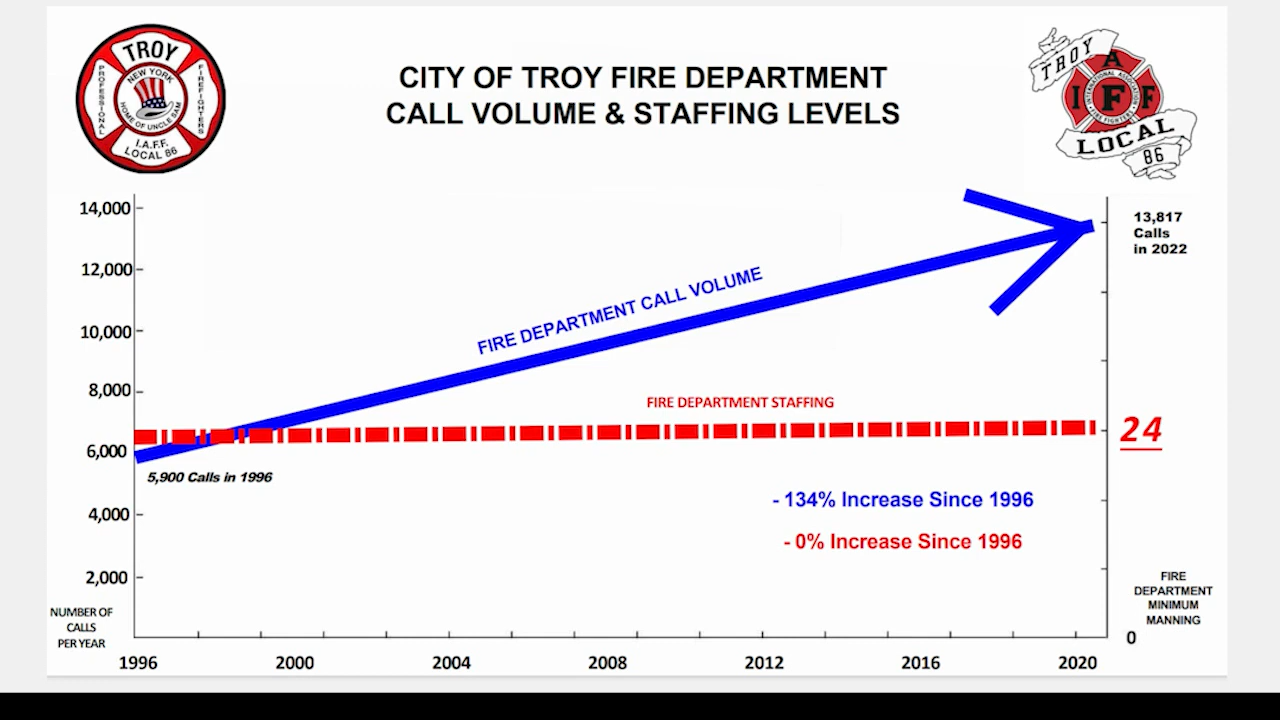 TROY
NEW YORK
PROFESSIONAL
FIREFIGHTERS
HOME OF UNCLE SAM
I.A.F.F.
LOCAL 86
CITY OF TROY FIRE DEPARTMENT
CALL VOLUME & STAFFING LEVELS
TROY
INTERNATIONAL ASSOCIATION
I A F F
F
FIRE FIGHTERS
LOCAL
86
14,000
12,000
10,000
8,000
6,000
4,000
2,000
NUMBER OF
CALLS
PER YEAR
FIRE DEPARTMENT CALL VOLUME
13,817
Calls
in 2022
FIRE DEPARTMENT STAFFING
24
5,900 Calls in 1996
- 134% Increase Since 1996
- 0% Increase Since 1996
FIRE
DEPARTMENT
MINIMUM
MANNING
0
1996 2000 2004 2008 2012 2016 2020